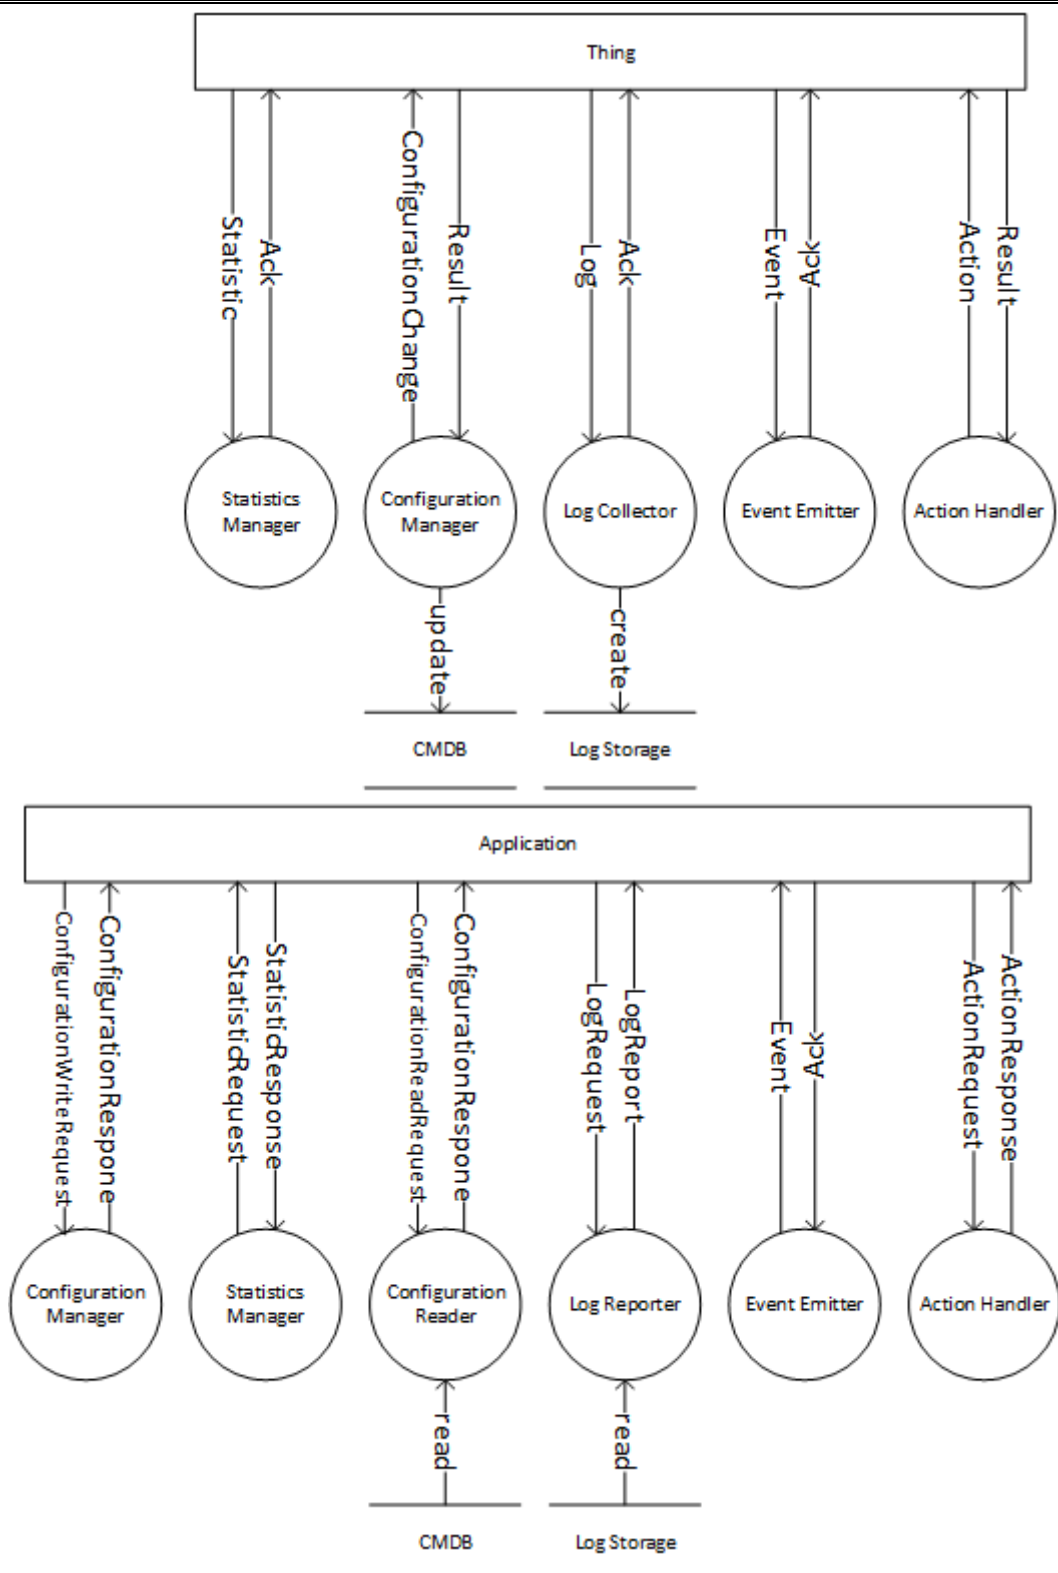 Thing
Statistic
Ack
ConfigurationChange
Result
Log
Ack
Event
Ack
Action
Result
Statistics
Manager
Configuration
Manager
Log Collector
Event Emitter
Action Handler
update
create
CMDB
Log Storage
Application
ConfigurationWriteRequest
ConfigurationRespone
StatisticRequest
StatisticResponse
ConfigurationReadRequest
ConfigurationRespone
LogRequest
LogReport
Event
Ack
ActionRequest
ActionResponse
Configuration
Manager
Statistics
Manager
Configuration
Reader
Log Reporter
Event Emitter
Action Handler
read
read
CMDB
Log Storage